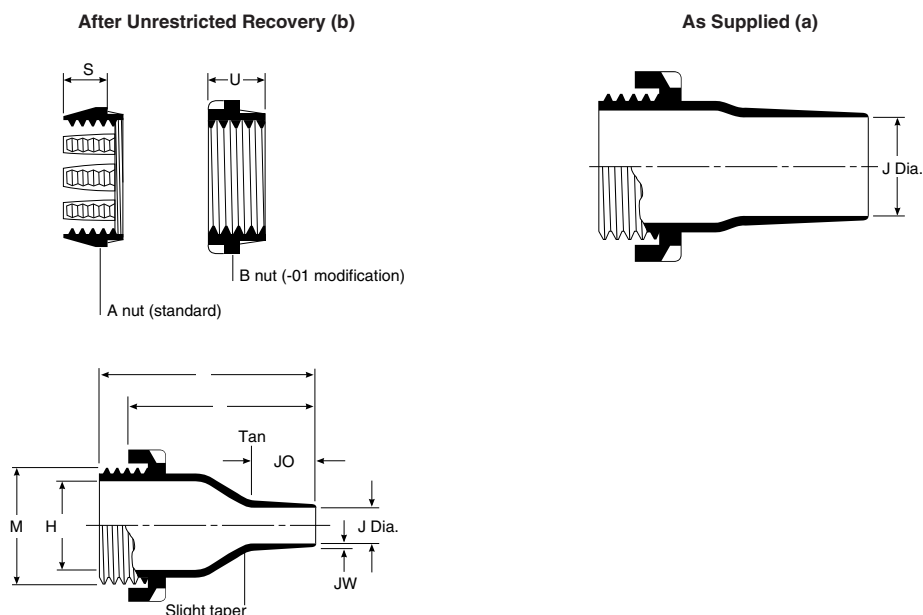 After Unrestricted Recovery (b)
As Supplied (a)
S
U
J Dia.
B nut (-01 modification)
A nut (standard)
Tan
JO
M
H
J Dia.
JW
Slight taper